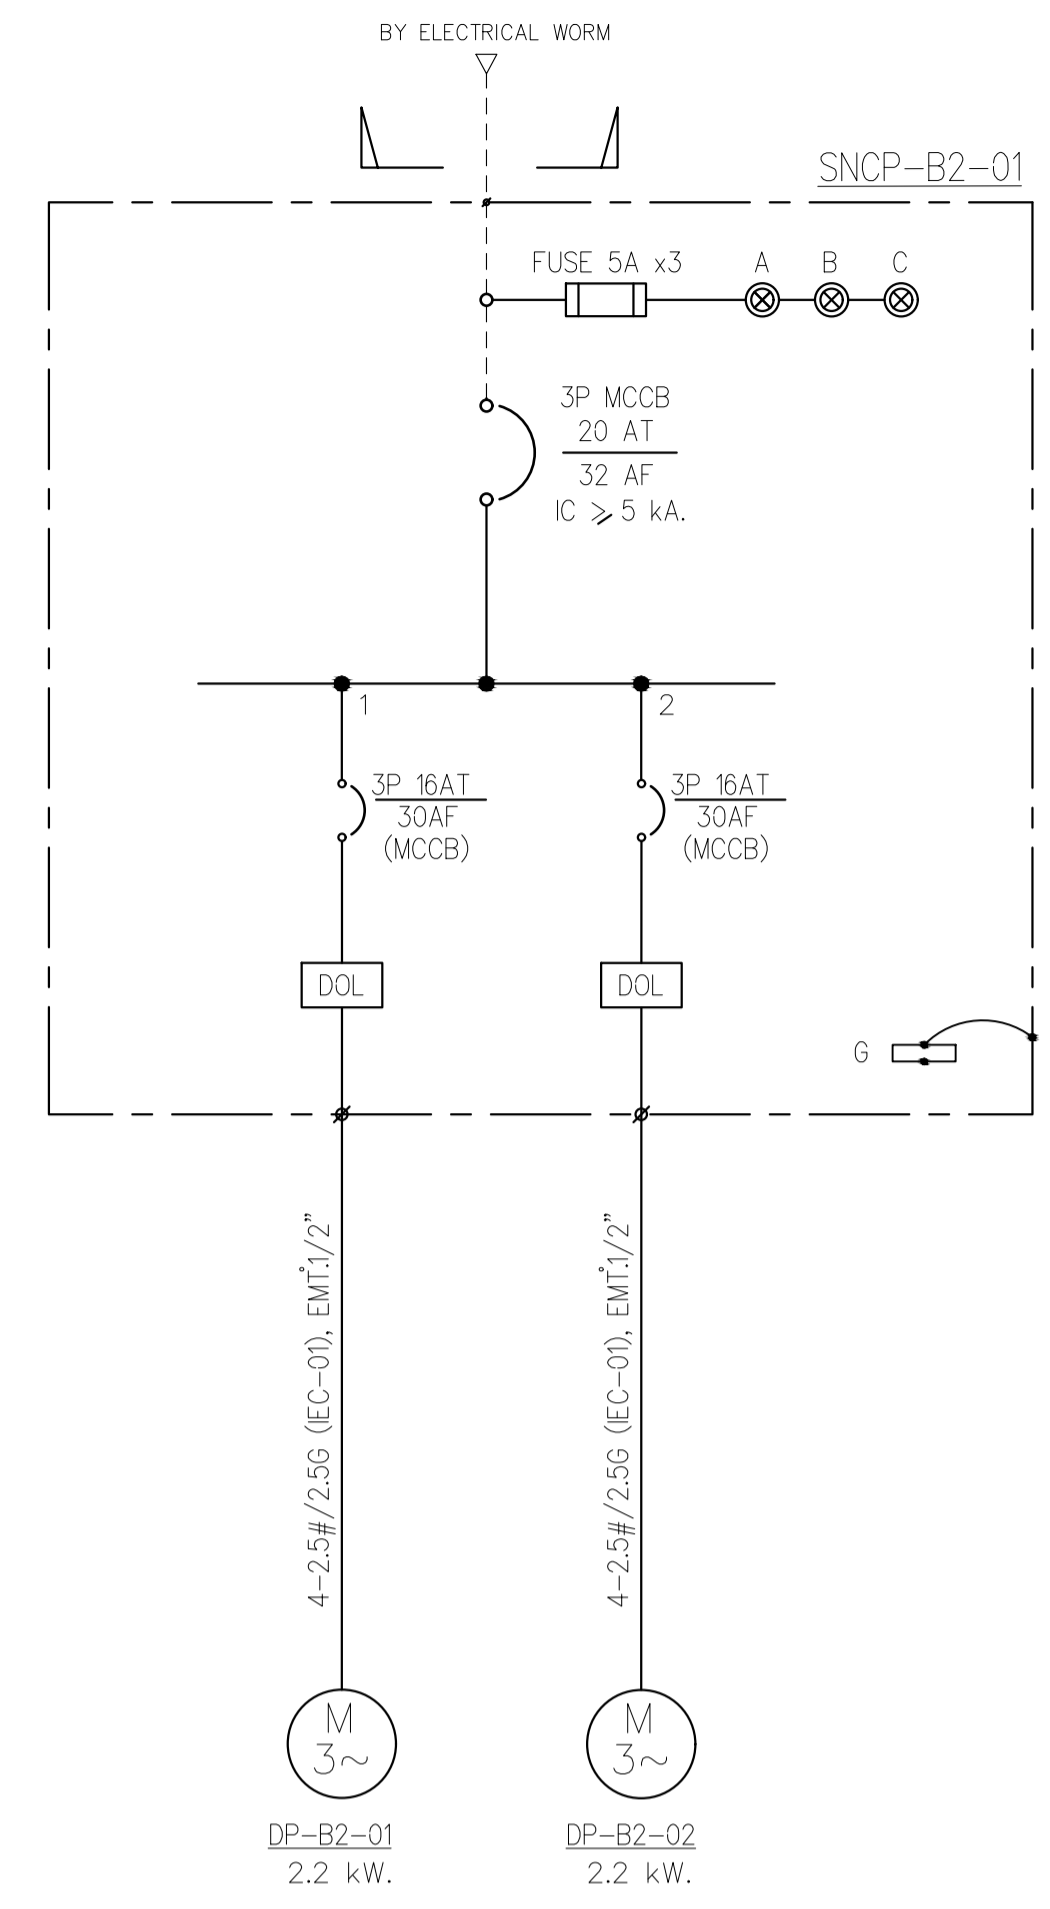 BY ELECTRICAL WORM
SNCP-B2-01
FUSE 5A x3
A
B
C
3P MCCB
20 AT
32 AF
IC ⩾ 5 kA.
1
2
3P 16AT
30AF
(MCCB)
3P 16AT
30AF
(MCCB)
DOL
DOL
G
4-2.5#/2.5G (IEC-01), EMT.1/2"
4-2.5#/2.5G (IEC-01), EMT.1/2"
M
3~
M
3~
DP-B2-01
2.2 kW.
DP-B2-02
2.2 kW.